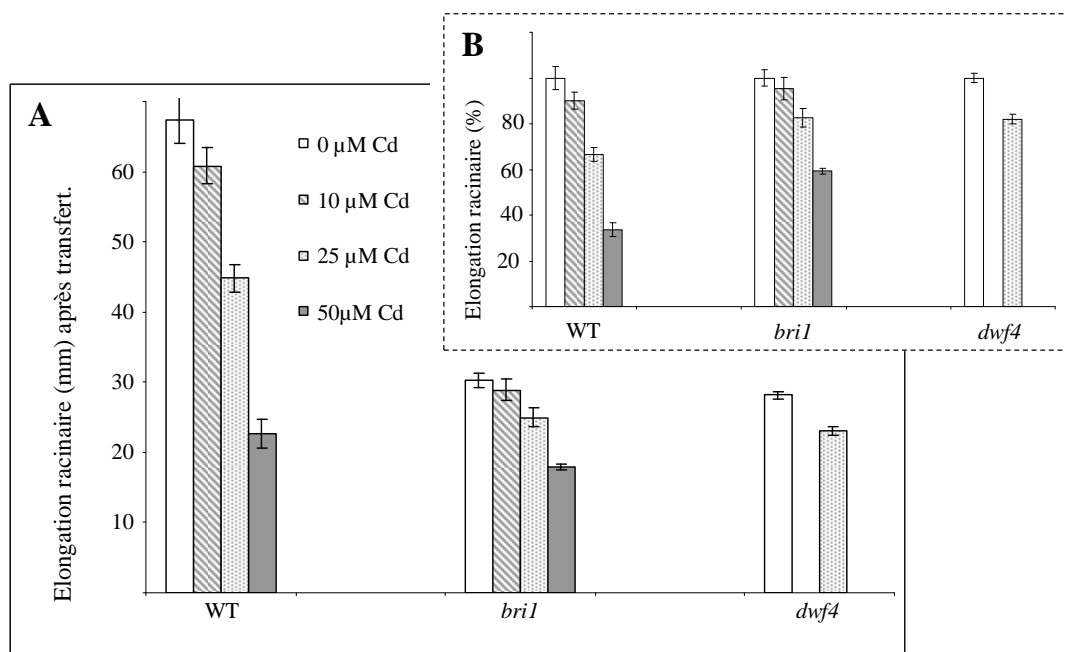 A
Elongation racinaire (mm) après transfert.
60
50
40
30
20
10
0 µM Cd
10 µM Cd
25 µM Cd
50µM Cd
WT
bri1
dwf4
B
Elongation racinaire (%)
80
60
40
20
WT
bri1
dwf4